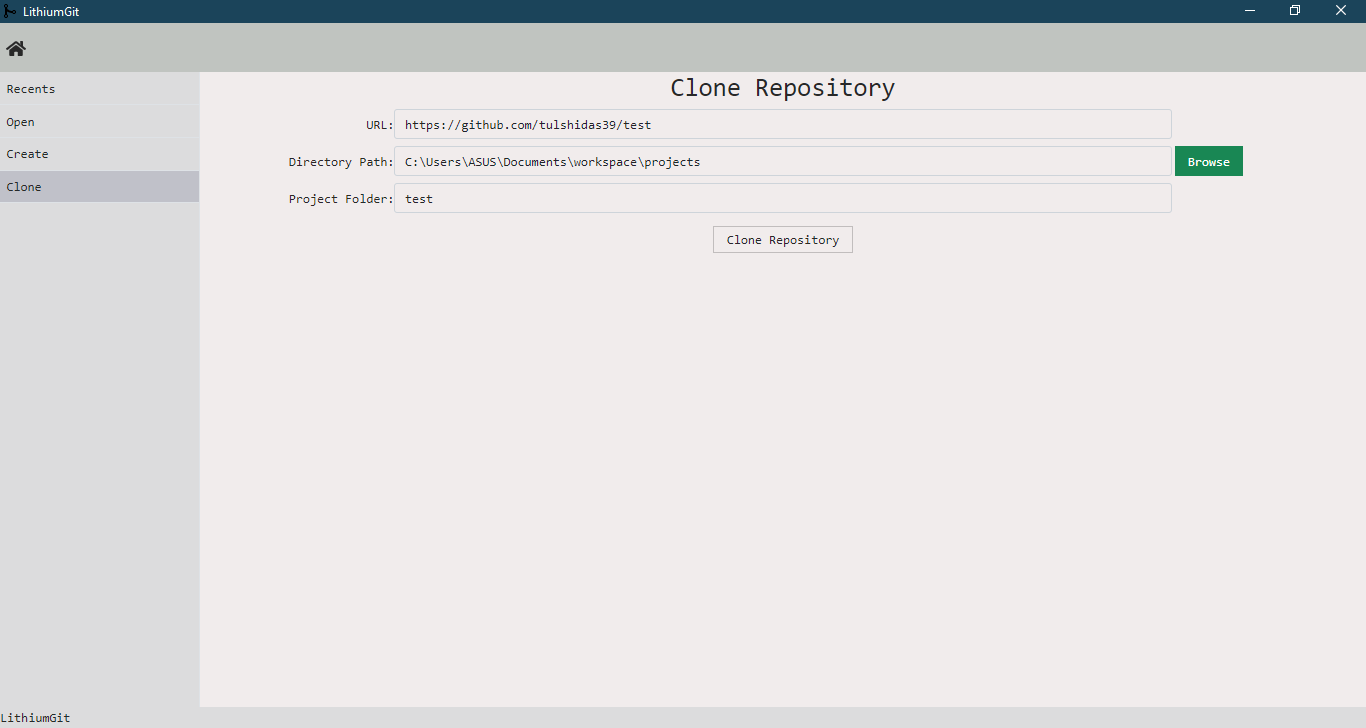 LithiumGit
Recents
Open
Create
Clone
Clone Repository
URL: https://github.com/tulshidas39/test
Directory Path: C:\Users\ASUS\Documents\workspace\projects Browse
Project Folder: test
Clone Repository
LithiumGit